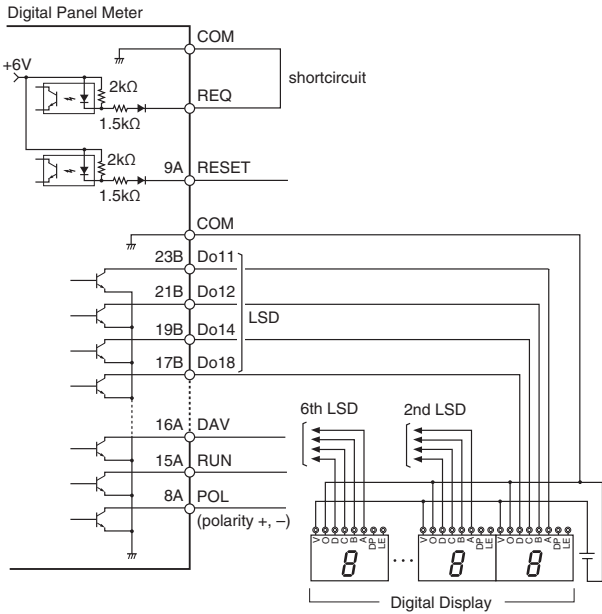 Digital Panel Meter
COM
+6V
shortcircuit
2kΩ
REQ
1.5kΩ
2kΩ
9A RESET
1.5kΩ
COM
23B Do11
21B Do12
LSD
19B Do14
17B Do18
6th LSD 2nd LSD
16A DAV
15A RUN
8A POL
(polarity +, –)
V O D C B A DP LE
V O D C B A DP LE
V O D C B A DP LE
8 ... 8 8
Digital Display